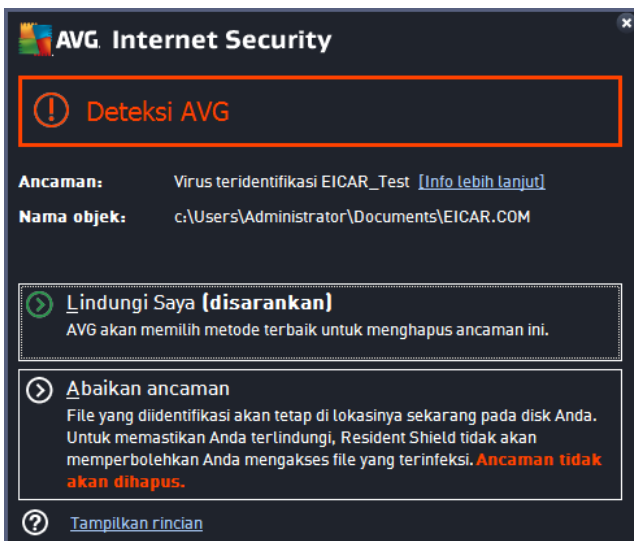 AVG. Internet Security
Deteksi AVG
Ancaman: Virus teridentifikasi EICAR_Test [Info lebih lanjut]
Nama objek: c:\Users\Administrator\Documents\EICAR.COM
Lindungi Saya (disarankan)
AVG akan memilih metode terbaik untuk menghapus ancaman ini.
Abaikan ancaman
File yang diidentifikasi akan tetap di lokasinya sekarang pada disk Anda.
Untuk memastikan Anda terlindungi, Resident Shield tidak akan
memperbolehkan Anda mengakses file yang terinfeksi. Ancaman tidak
akan dihapus.
Tampilkan rincian